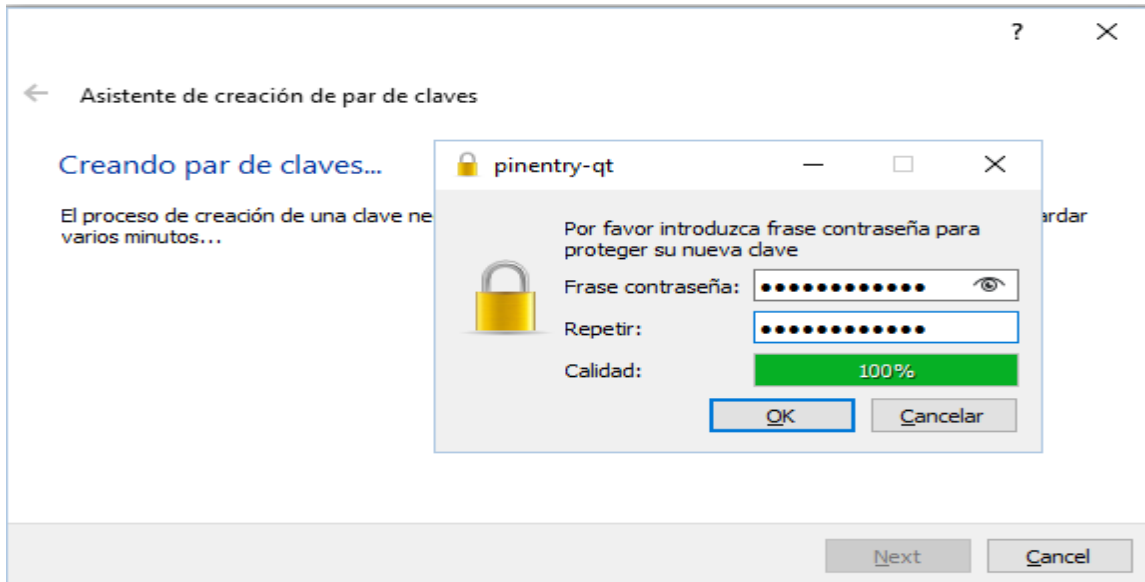 Asistente de creación de par de claves
Creando par de claves...
El proceso de creación de una clave ne
ardar
varios minutos...
pinentry-qt
Por favor introduzca frase contraseña para
proteger su nueva clave
Frase contraseña: ●●●●●●●●●●●●
Repetir: ●●●●●●●●●●●●
Calidad: 100%
OK Cancelar
Next Cancel